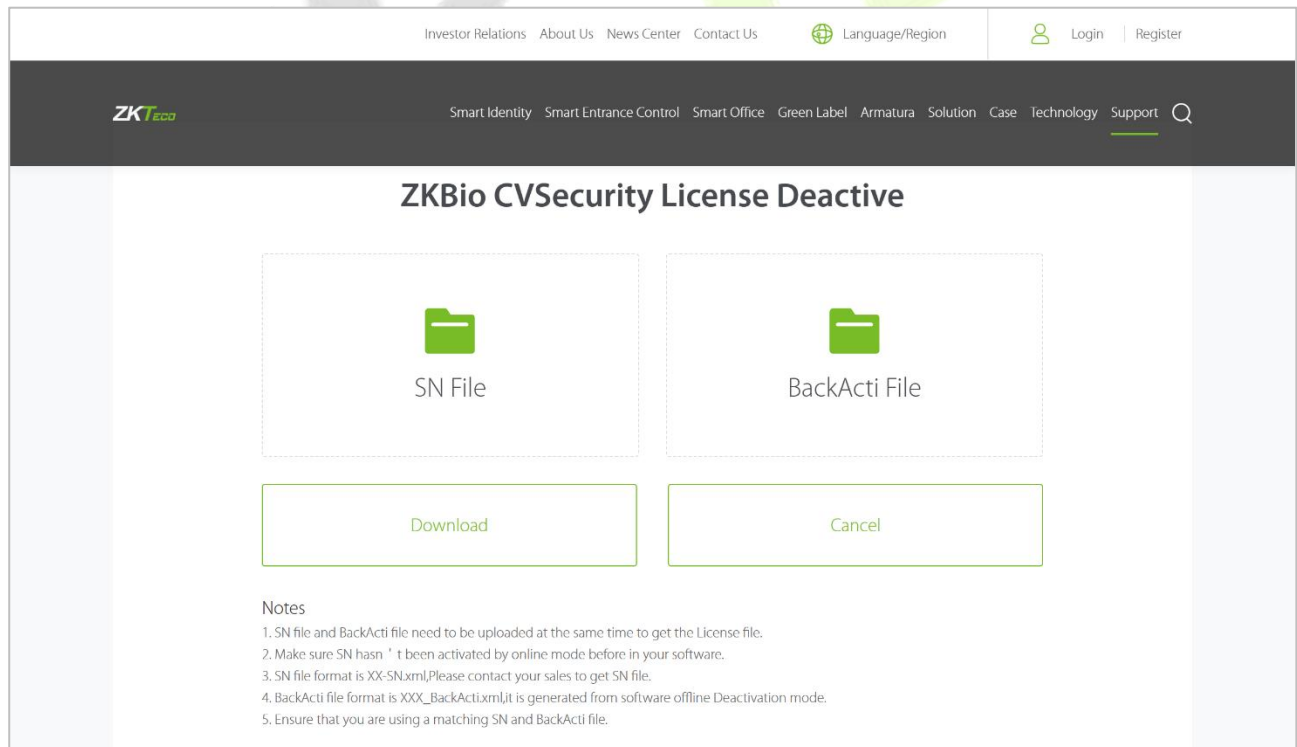 Investor Relations About Us News Center Contact Us Language/Region Login Register
ZKTECO Smart Identity Smart Entrance Control Smart Office Green Label Armatura Solution Case Technology Support
ZKBio CVSecurity License Deactive
SN File BackActi File
Download Cancel
Notes
1. SN file and BackActi file need to be uploaded at the same time to get the License file.
2. Make sure SN hasn ' t been activated by online mode before in your software.
3. SN file format is XX-SN.xml,Please contact your sales to get SN file.
4. BackActi file format is XXX_BackActi.xml,it is generated from software offline Deactivation mode.
5. Ensure that you are using a matching SN and BackActi file.